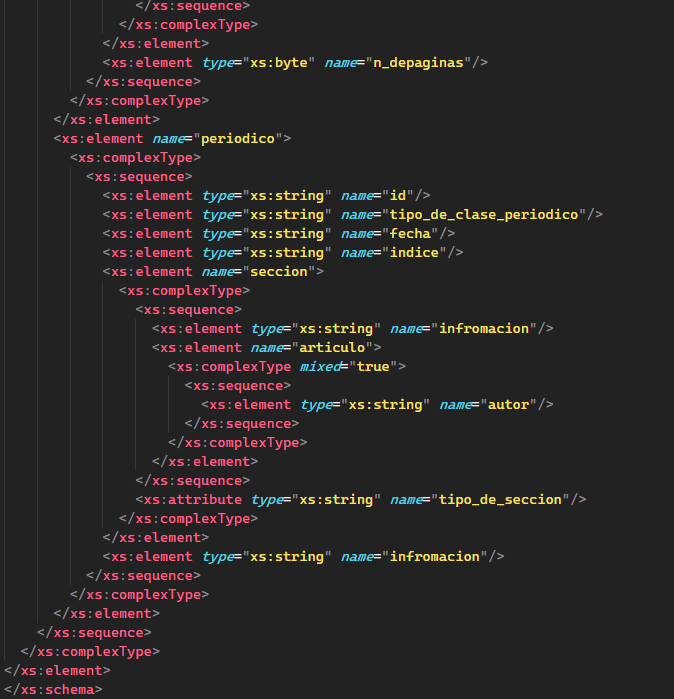 </xs:sequence>
</xs:complexType>
</xs:element>
<xs:element type="xs:byte" name="n_depaginas"/>
</xs:sequence>
</xs:complexType>
</xs:element>
<xs:element name="periodico">
<xs:complexType>
<xs:sequence>
<xs:element type="xs:string" name="id"/>
<xs:element type="xs:string" name="tipo_de_clase_periodico"/>
<xs:element type="xs:string" name="fecha"/>
<xs:element type="xs:string" name="indice"/>
<xs:element name="seccion">
<xs:complexType>
<xs:sequence>
<xs:element type="xs:string" name="infromacion"/>
<xs:element name="articulo">
<xs:complexType mixed="true">
<xs:sequence>
<xs:element type="xs:string" name="autor"/>
</xs:sequence>
</xs:complexType>
</xs:element>
</xs:sequence>
<xs:attribute type="xs:string" name="tipo_de_seccion"/>
</xs:complexType>
</xs:element>
<xs:element type="xs:string" name="infromacion"/>
</xs:sequence>
</xs:complexType>
</xs:element>
</xs:sequence>
</xs:complexType>
</xs:element>
</xs:schema>